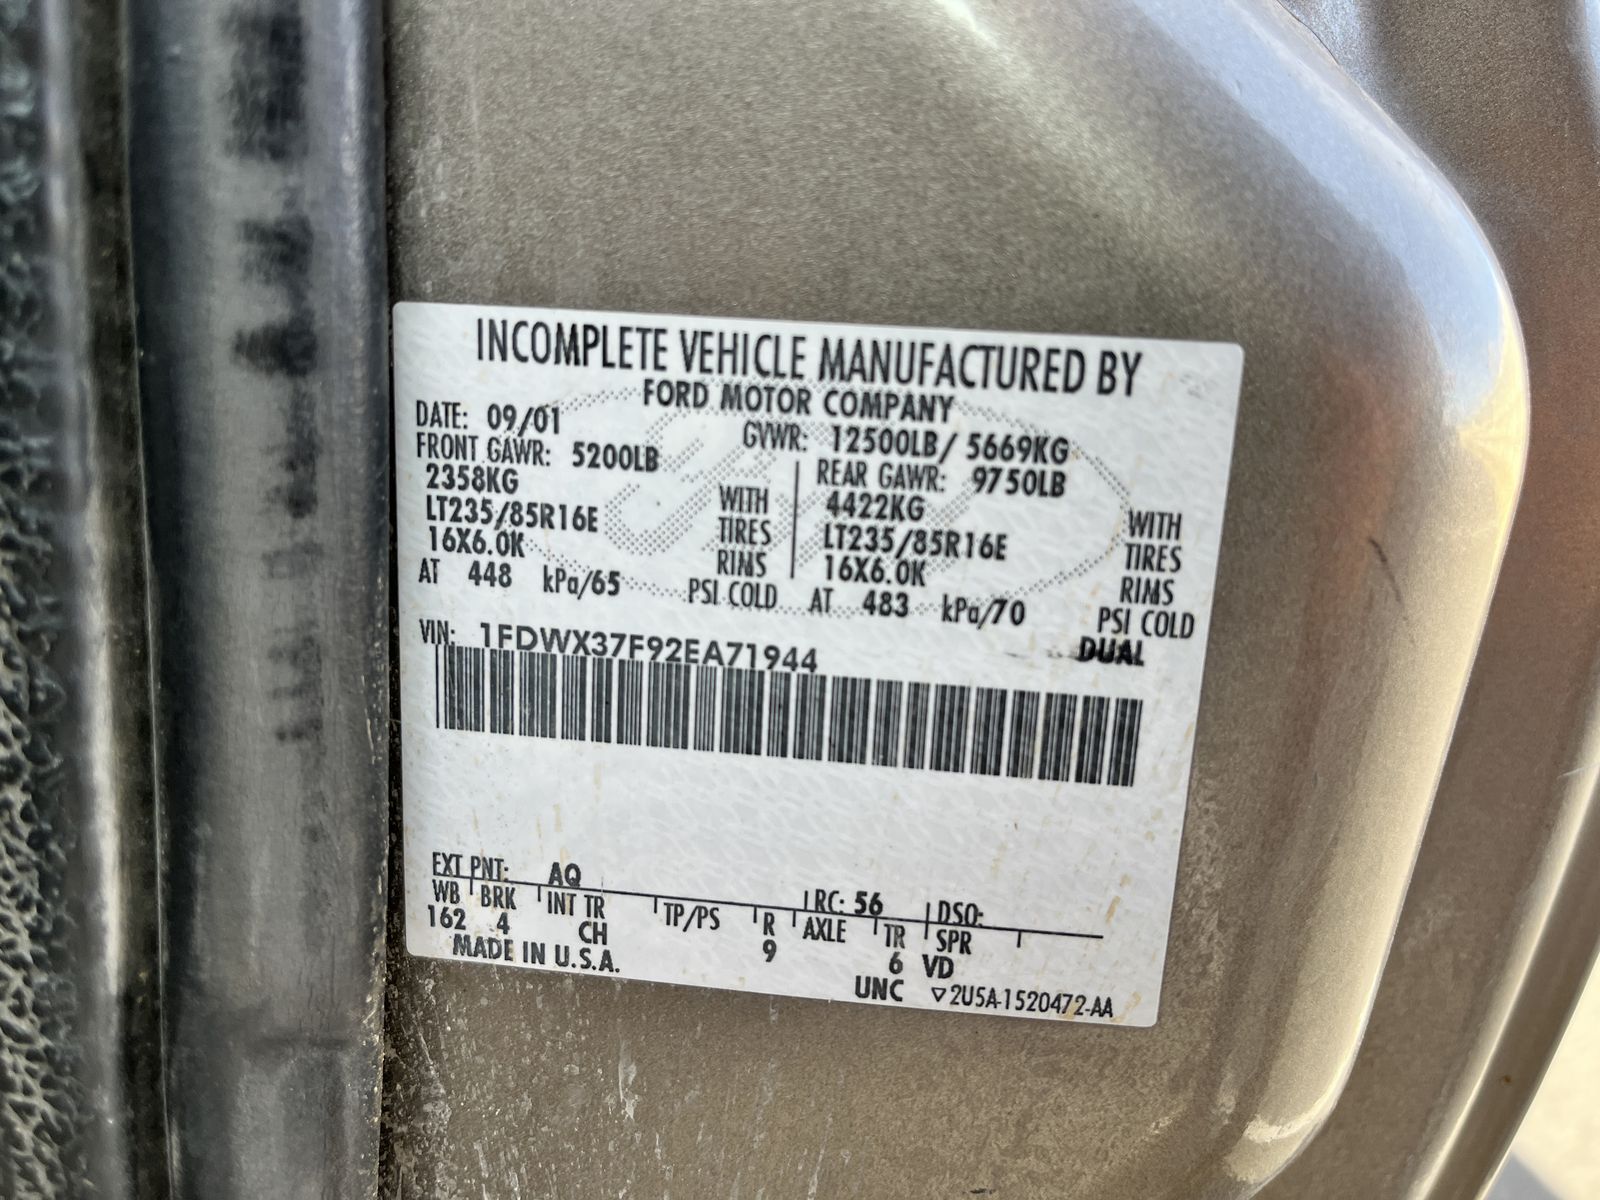 INCOMPLETE VEHICLE MANUFACTURED BY
FORD MOTOR COMPANY
DATE: 09/01 GVWR: 12500LB/ 5669KG
FRONT GAWR: 5200LB REAR GAWR: 9750LB
2358KG WITH 4422KG WITH
LT235/85R16E TIRES LT235/85R16E TIRES
16X6.0K RIMS 16X6.0K RIMS
AT 448 kPa/65 PSI COLD AT 483 kPa/70 PSI COLD
VIN: 1FDWX37F92EA71944 DUAL
EXT PNT: AQ RC: 56 DSO:
WB BRK INT TR TP/PS R AXLE TR SPR
162 4 CH 9 6 VD
MADE IN U.S.A. UNC ▽2U5A-1520472-AA